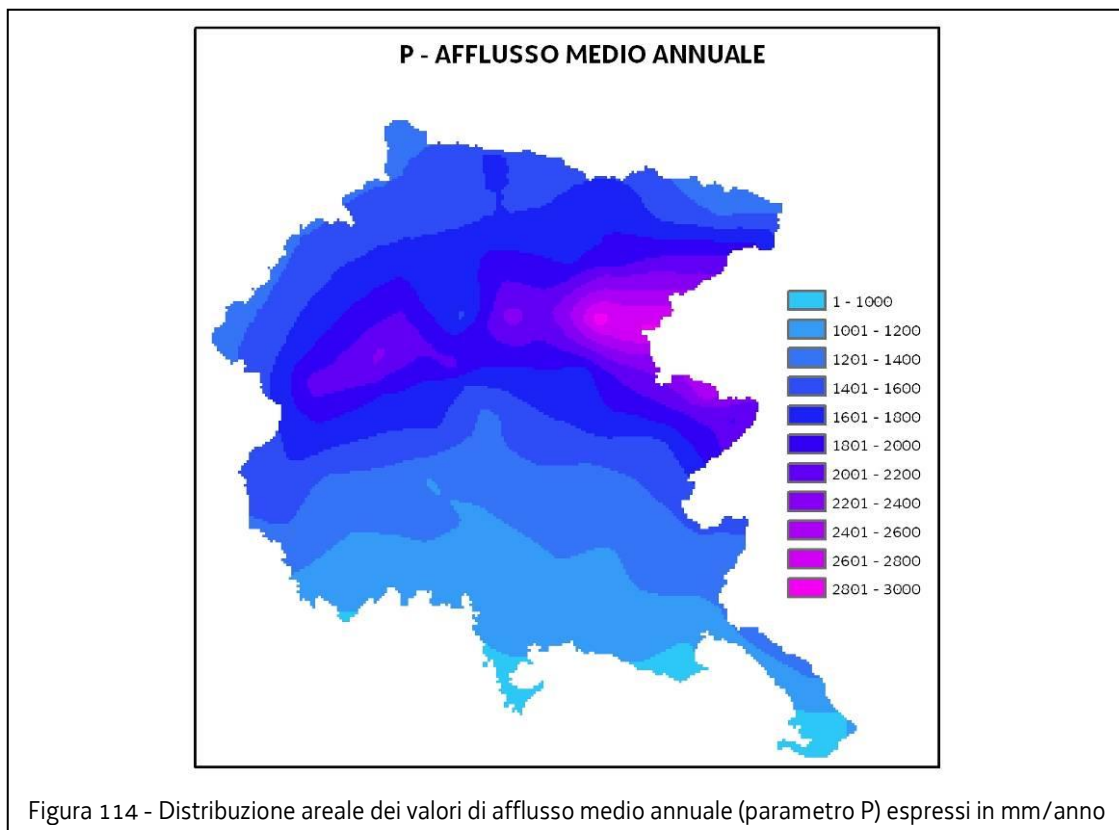 P - AFFLUSSO MEDIO ANNUALE
1 - 1000
1001 - 1200
1201 - 1400
1401 - 1600
1601 - 1800
1801 - 2000
2001 - 2200
2201 - 2400
2401 - 2600
2601 - 2800
2801 - 3000
Figura 114 - Distribuzione areale dei valori di afflusso medio annuale (parametro P) espressi in mm/anno